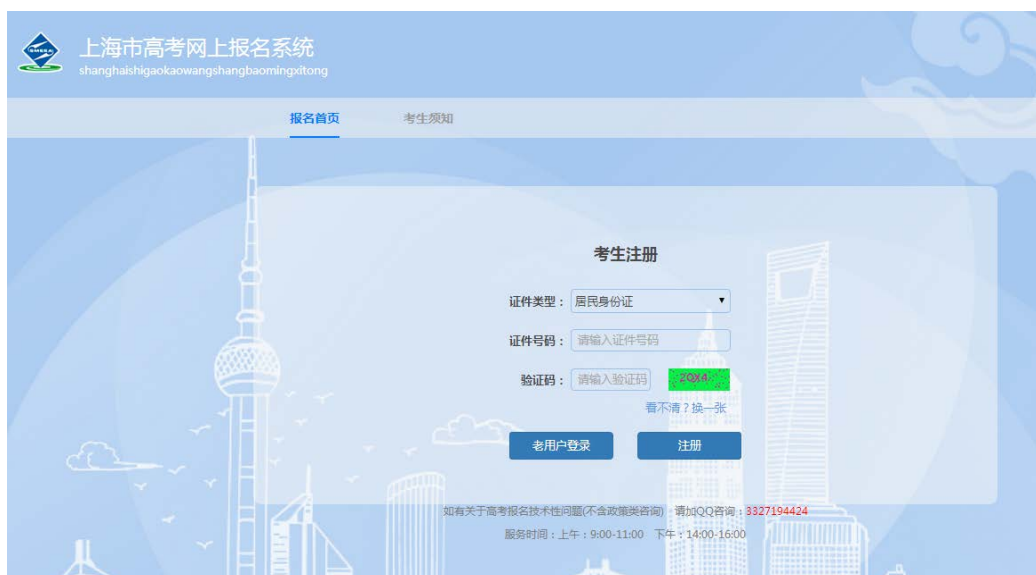 上海市高考网上报名系统
shanghaishigaokaowangshangbaomingxitong
报名首页 考生须知
考生注册
证件类型： 居民身份证
证件号码： 请输入证件号码
验证码： 请输入验证码
看不清？换一张
老用户登录 注册
如有关于高考报名技术性问题(不含政策类咨询) 请加QQ咨询：3327194424
服务时间：上午：9:00-11:00 下午：14:00-16:00